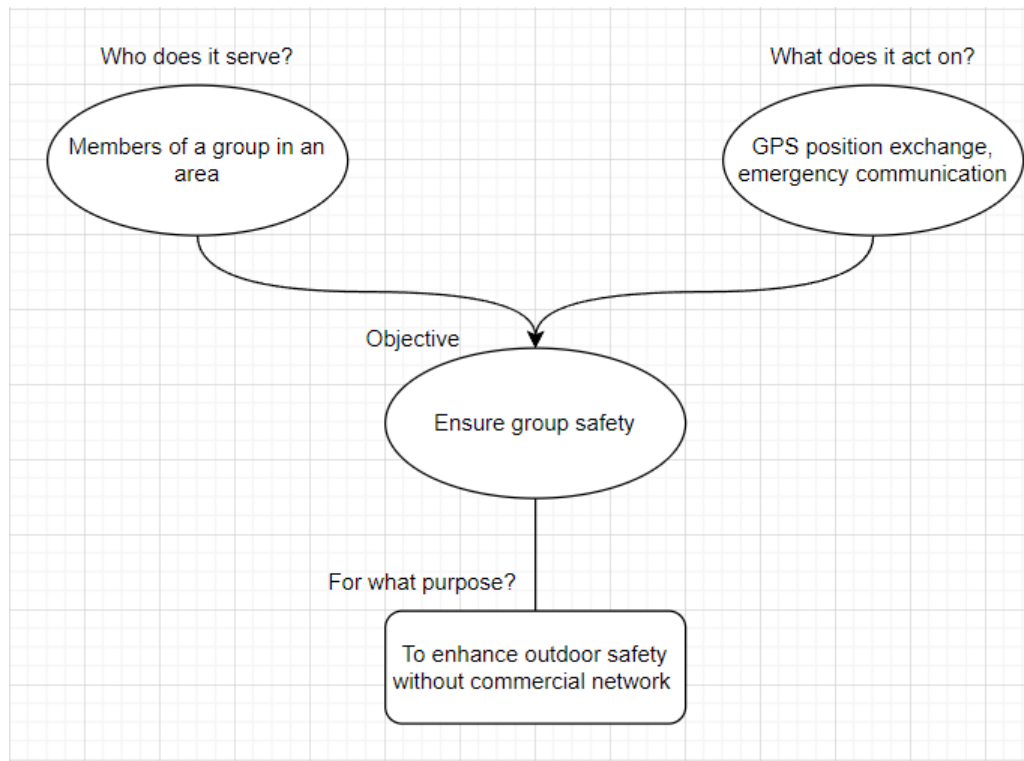 Who does it serve?
What does it act on?
Members of a group in an
area
GPS position exchange,
emergency communication
Objective
Ensure group safety
For what purpose?
To enhance outdoor safety
without commercial network